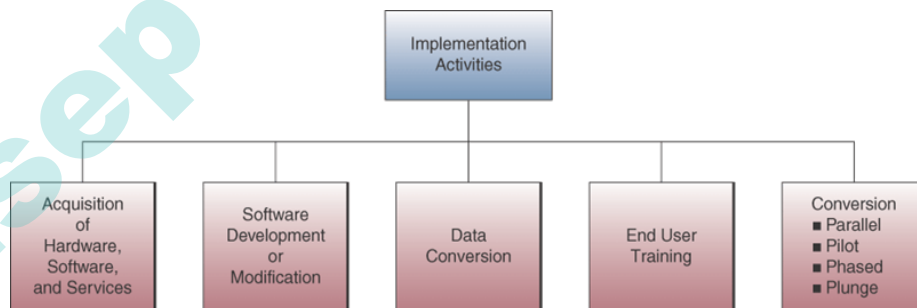 Implementation
Activities
Acquisition
of
Hardware,
Software,
and Services
Software
Development
or
Modification
Data
Conversion
End User
Training
Conversion
■ Parallel
■ Pilot
■ Phased
■ Plunge
sep